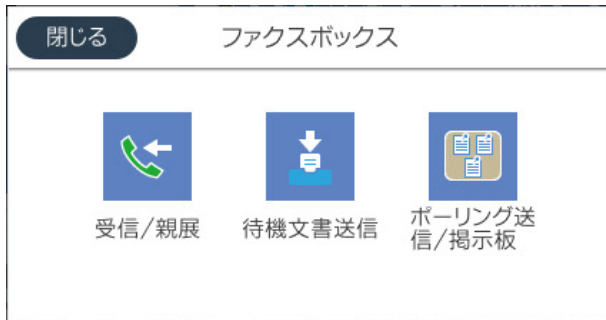 閉じる
ファクスボックス
受信/親展
待機文書送信
ポーリング送
信/掲示板